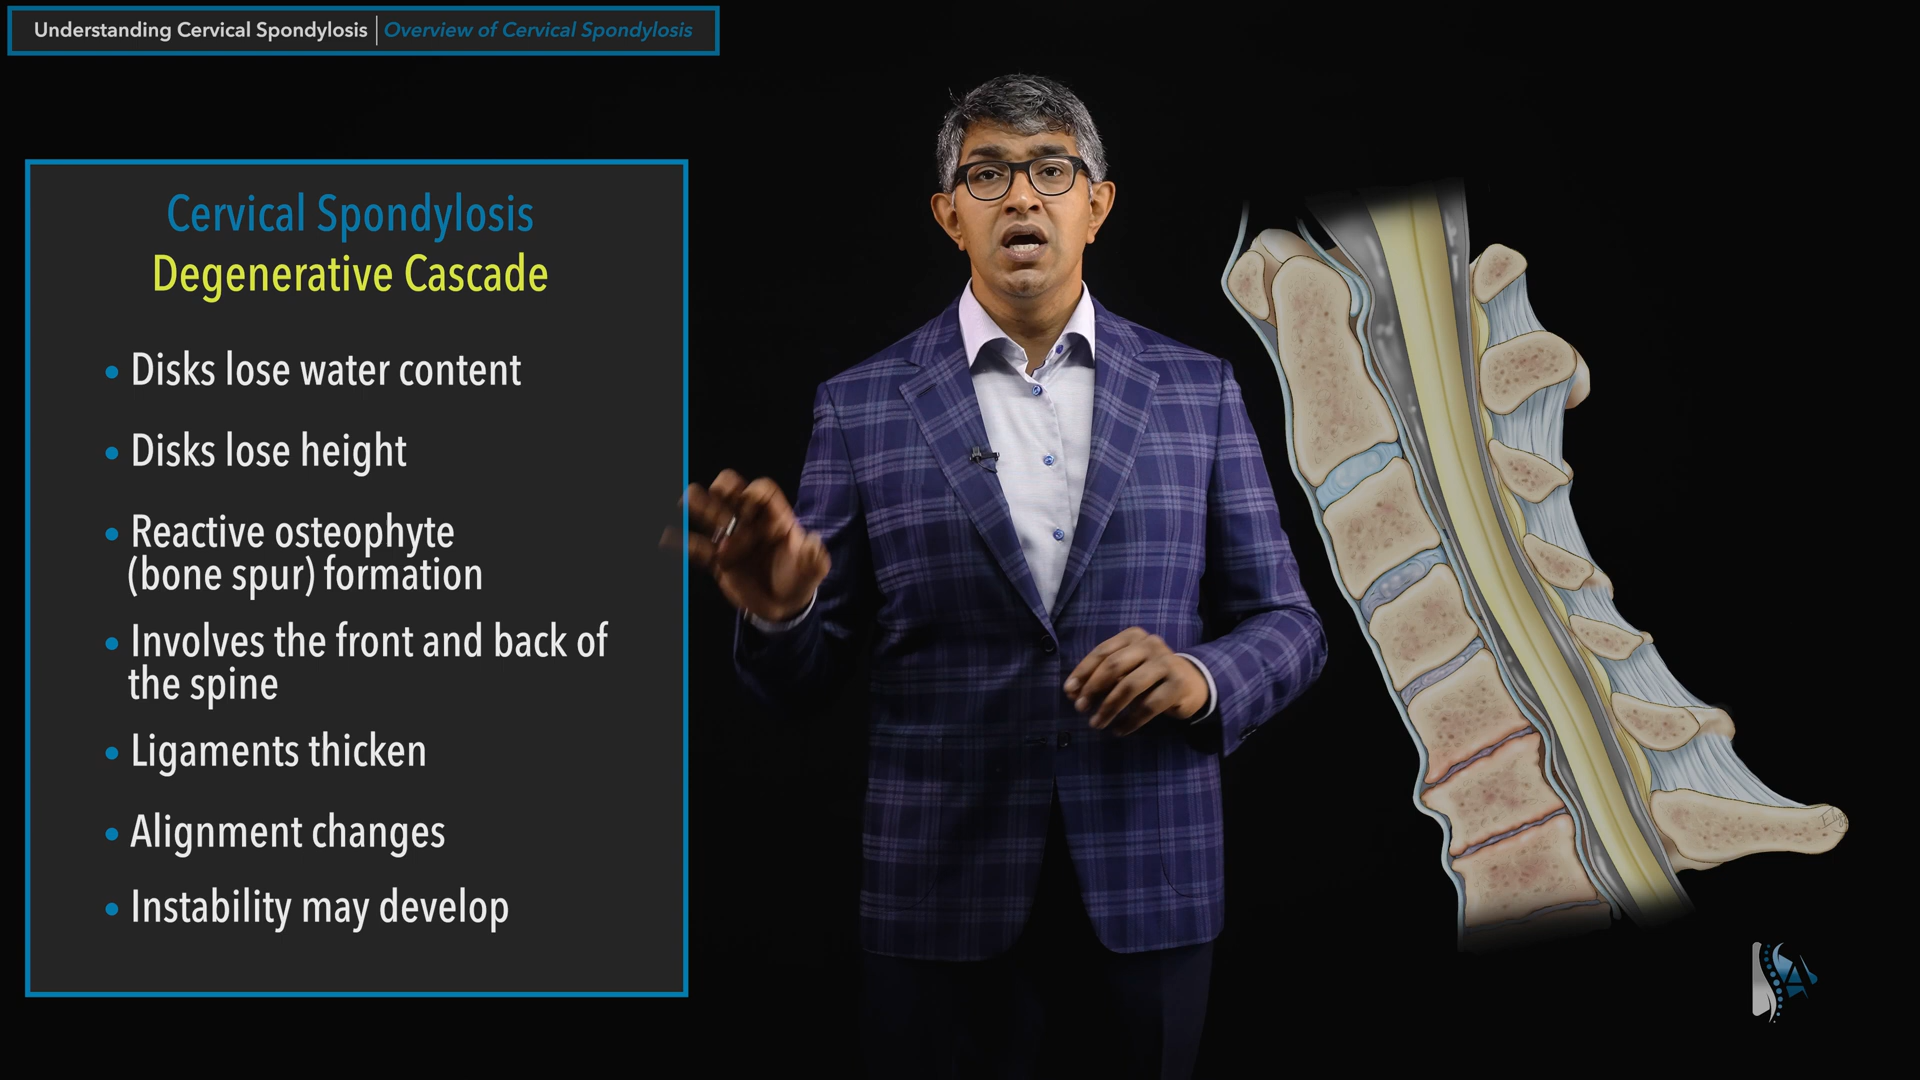 Understanding Cervical Spondylosis | Overview of Cervical Spondylosis
Cervical Spondylosis
Degenerative Cascade
• Disks lose water content
• Disks lose height
• Reactive osteophyte
(bone spur) formation
• Involves the front and back of
the spine
• Ligaments thicken
• Alignment changes
• Instability may develop